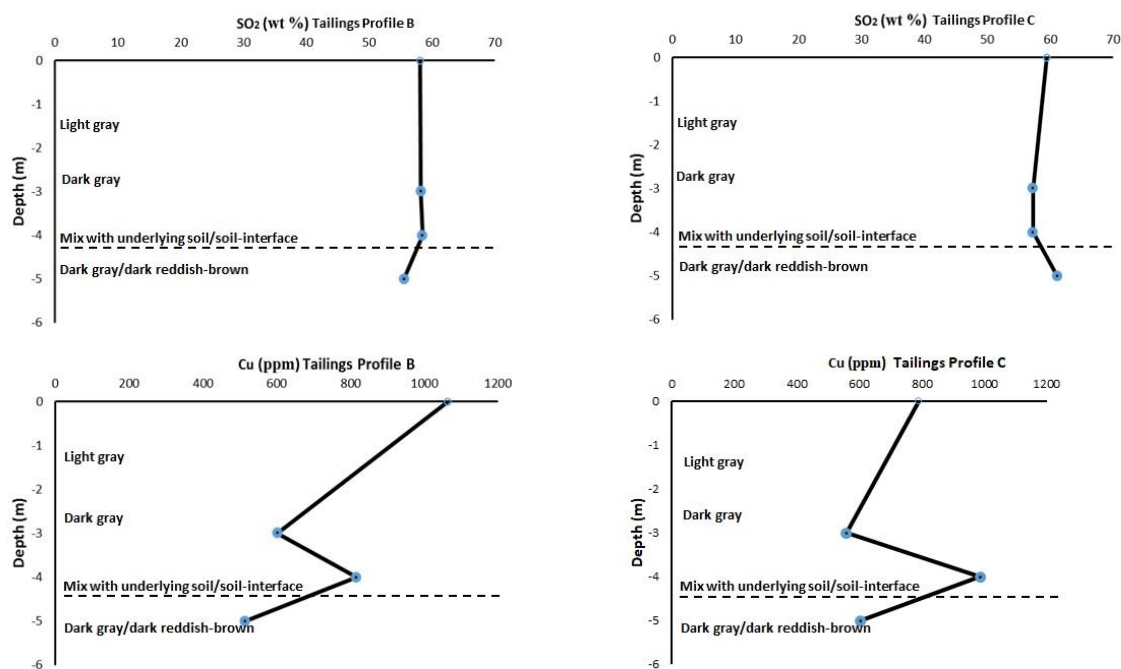 SO₂ (wt %) Tailings Profile B
0 10 20 30 40 50 60 70
0
-1
-2
-3
-4
-5
-6
Depth (m)
Light gray
Dark gray
Mix with underlying soil/soil-interface
Dark gray/dark reddish-brown
SO₂ (wt %) Tailings Profile C
0 10 20 30 40 50 60 70
0
-1
-2
-3
-4
-5
-6
Depth (m)
Light gray
Dark gray
Mix with underlying soil/soil-interface
Dark gray/dark reddish-brown
Cu (ppm) Tailings Profile B
0 200 400 600 800 1000 1200
0
-1
-2
-3
-4
-5
-6
Depth (m)
Light gray
Dark gray
Mix with underlying soil/soil-interface
Dark gray/dark reddish-brown
Cu (ppm) Tailings Profile C
0 200 400 600 800 1000 1200
0
-1
-2
-3
-4
-5
-6
Depth (m)
Light gray
Dark gray
Mix with underlying soil/soil-interface
Dark gray/dark reddish-brown